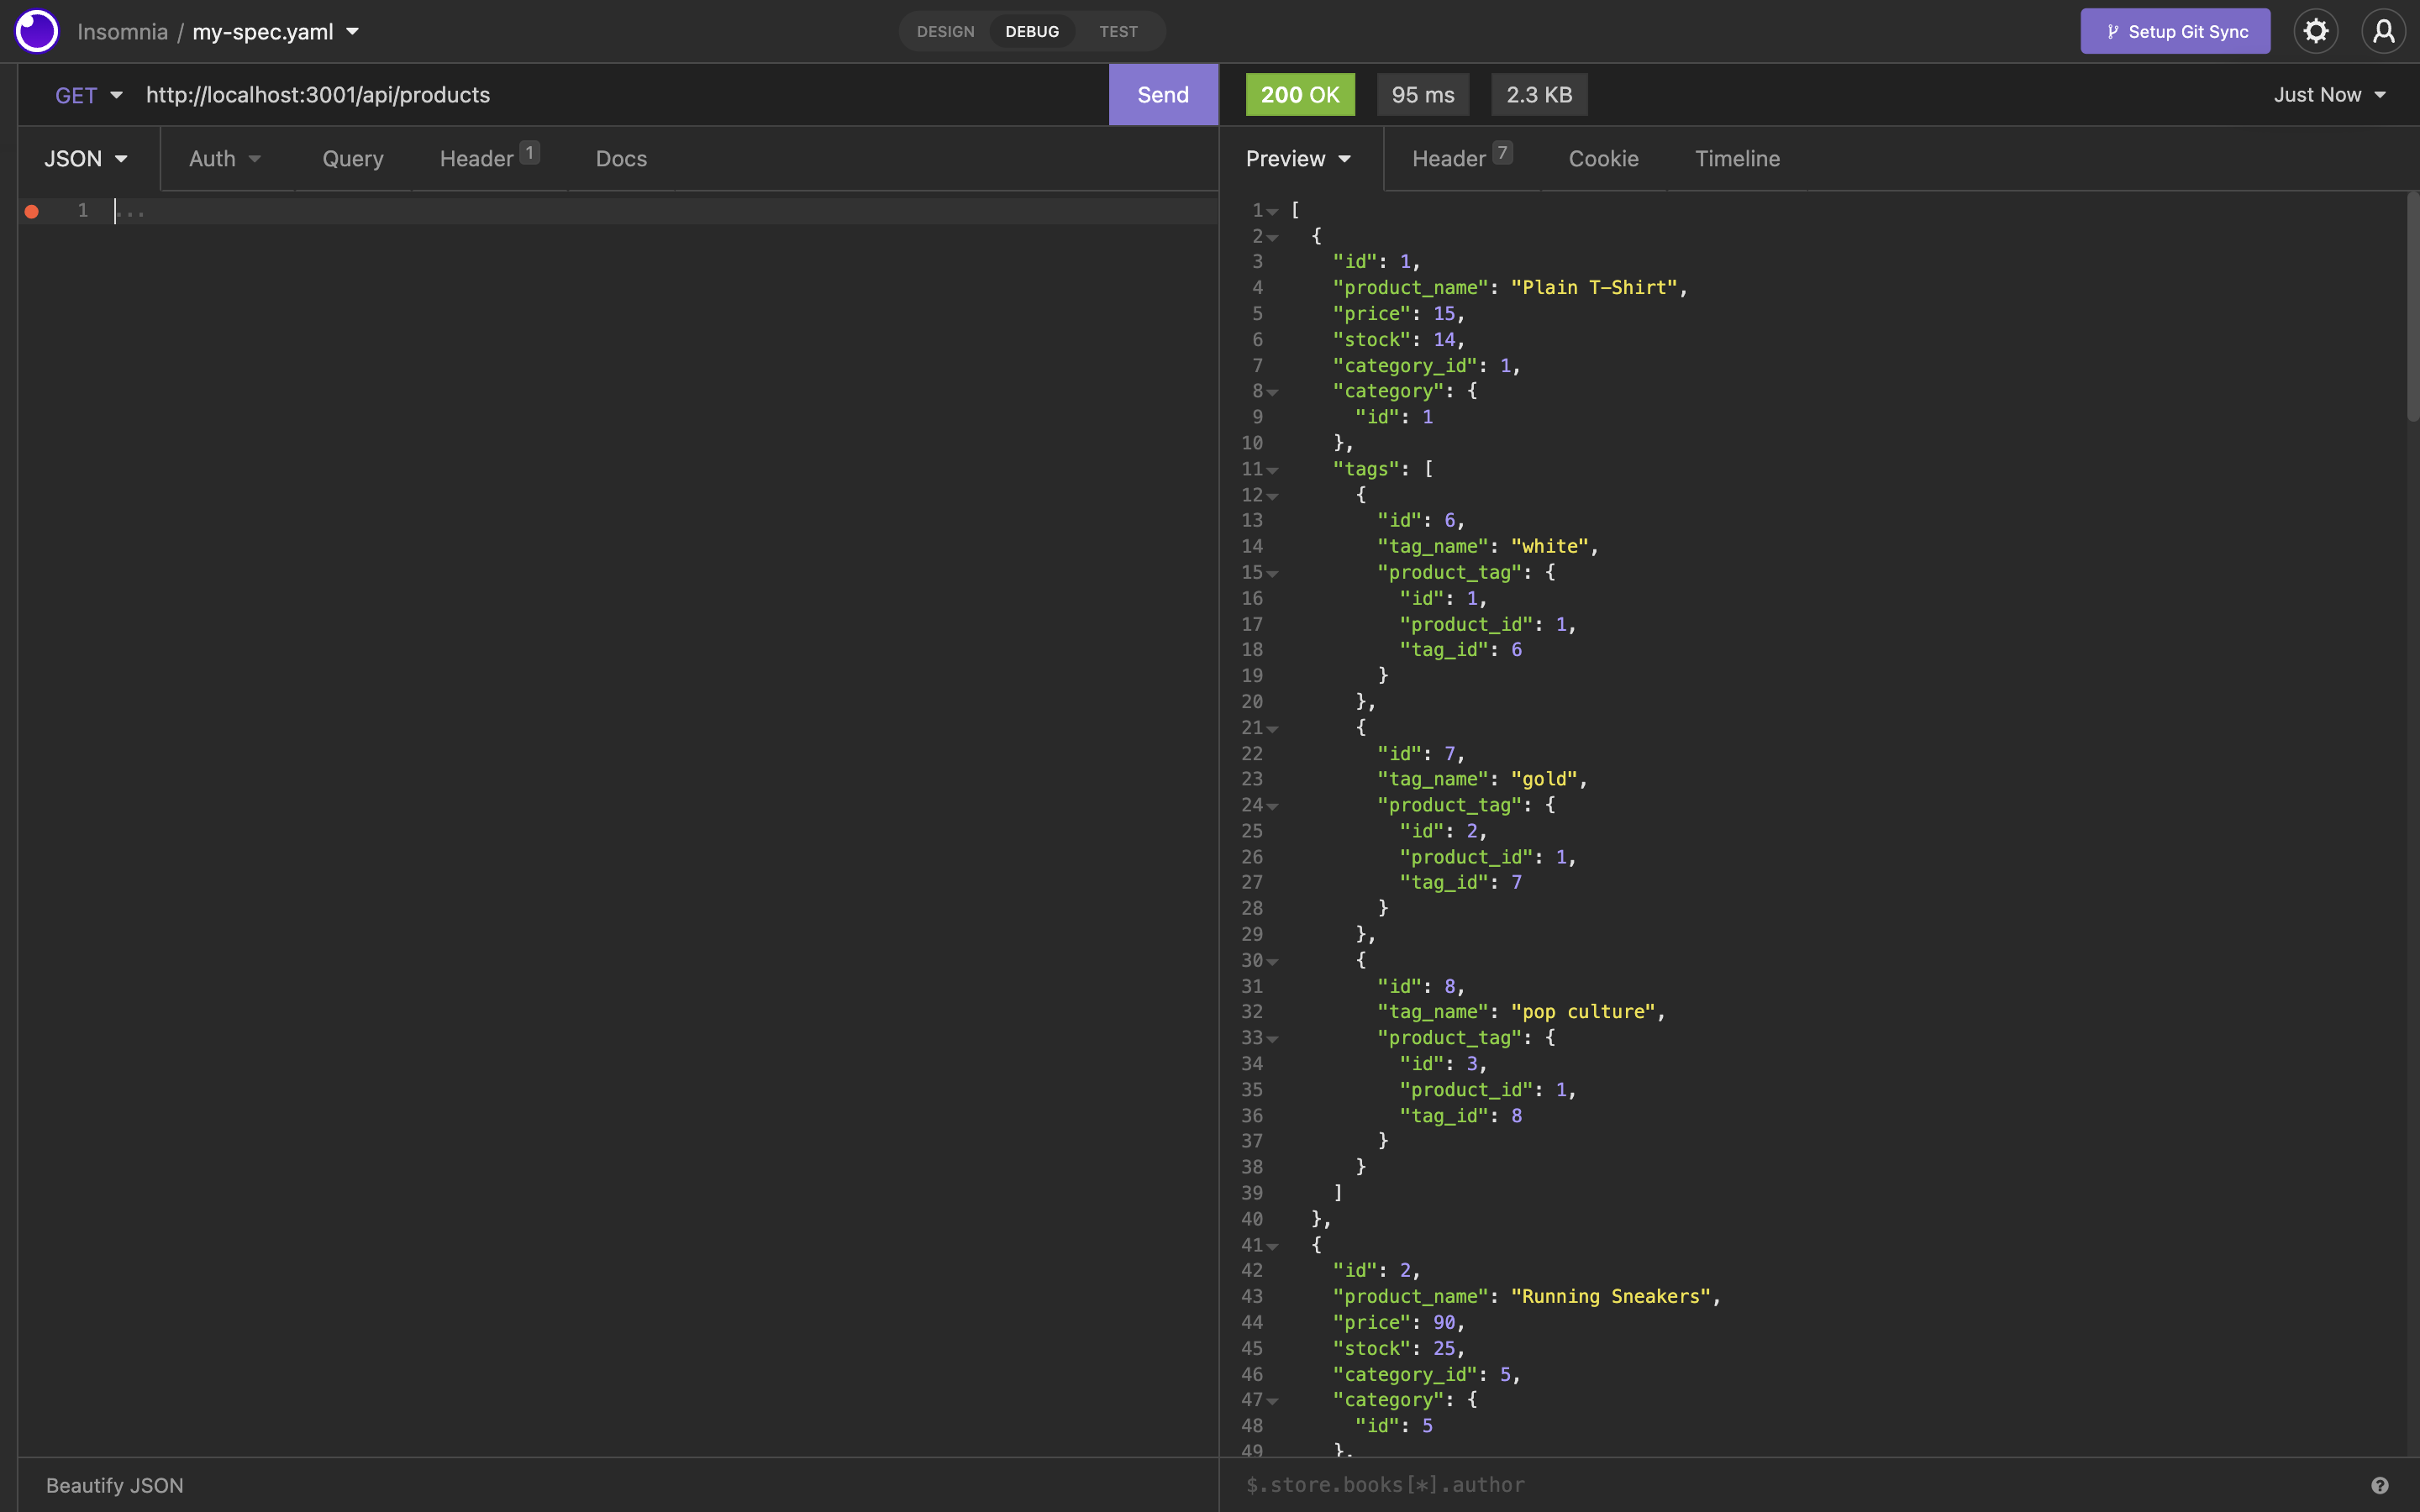 Insomnia / my-spec.yaml
DESIGN DEBUG TEST
Setup Git Sync
GET http://localhost:3001/api/products Send
200 OK 95 ms 2.3 KB Just Now
JSON Auth Query Header 1 Docs
Preview Header 7 Cookie Timeline
1 ...
1 [
2 {
3 "id": 1,
4 "product_name": "Plain T-Shirt",
5 "price": 15,
6 "stock": 14,
7 "category_id": 1,
8 "category": {
9 "id": 1
10 },
11 "tags": [
12 {
13 "id": 6,
14 "tag_name": "white",
15 "product_tag": {
16 "id": 1,
17 "product_id": 1,
18 "tag_id": 6
19 }
20 },
21 {
22 "id": 7,
23 "tag_name": "gold",
24 "product_tag": {
25 "id": 2,
26 "product_id": 1,
27 "tag_id": 7
28 }
29 },
30 {
31 "id": 8,
32 "tag_name": "pop culture",
33 "product_tag": {
34 "id": 3,
35 "product_id": 1,
36 "tag_id": 8
37 }
38 }
39 ]
40 },
41 {
42 "id": 2,
43 "product_name": "Running Sneakers",
44 "price": 90,
45 "stock": 25,
46 "category_id": 5,
47 "category": {
48 "id": 5
49 },
Beautify JSON
$.store.books[*].author
?